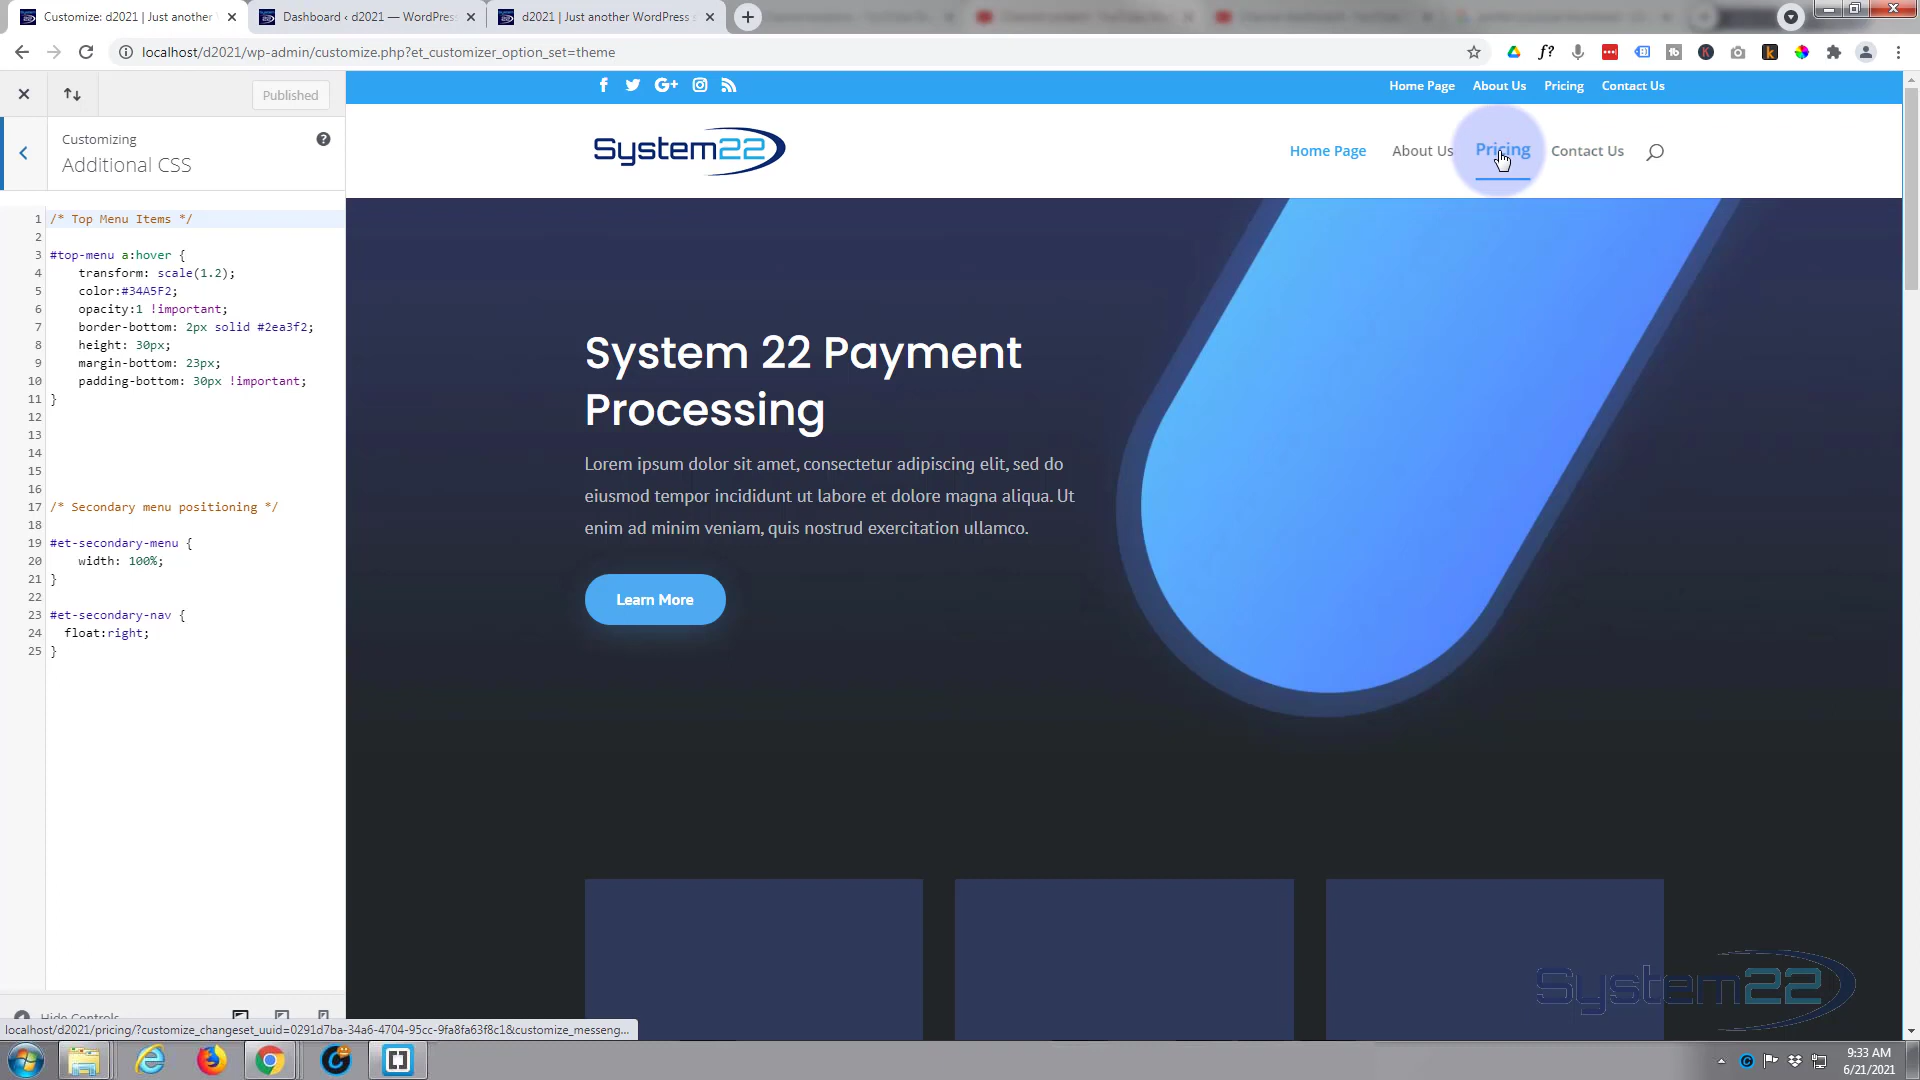 Customize: d2021 | Just another
Dashboard ‹ d2021 — WordPress
d2021 | Just another WordPress s
localhost/d2021/wp-admin/customize.php?et_customizer_option_set=theme
Published
Customizing
Additional CSS
1 /* Top Menu Items */
2
3 #top-menu a:hover {
4 transform: scale(1.2);
5 color:#34A5F2;
6 opacity:1 !important;
7 border-bottom: 2px solid #2ea3f2;
8 height: 30px;
9 margin-bottom: 23px;
10 padding-bottom: 30px !important;
11 }
12
13
14
15
16
17 /* Secondary menu positioning */
18
19 #et-secondary-menu {
20 width: 100%;
21 }
22
23 #et-secondary-nav {
24 float:right;
25 }
Hide Controls
localhost/d2021/pricing/?customize_changeset_uuid=0291d7ba-34a6-4704-95cc-9fa8fa63f8c1&customize_messeng...
Home Page About Us Pricing Contact Us
System22
Home Page About Us Pricing Contact Us
System 22 Payment
Processing
Lorem ipsum dolor sit amet, consectetur adipiscing elit, sed do
eiusmod tempor incididunt ut labore et dolore magna aliqua. Ut
enim ad minim veniam, quis nostrud exercitation ullamco.
Learn More
System22
9:33 AM
6/21/2021